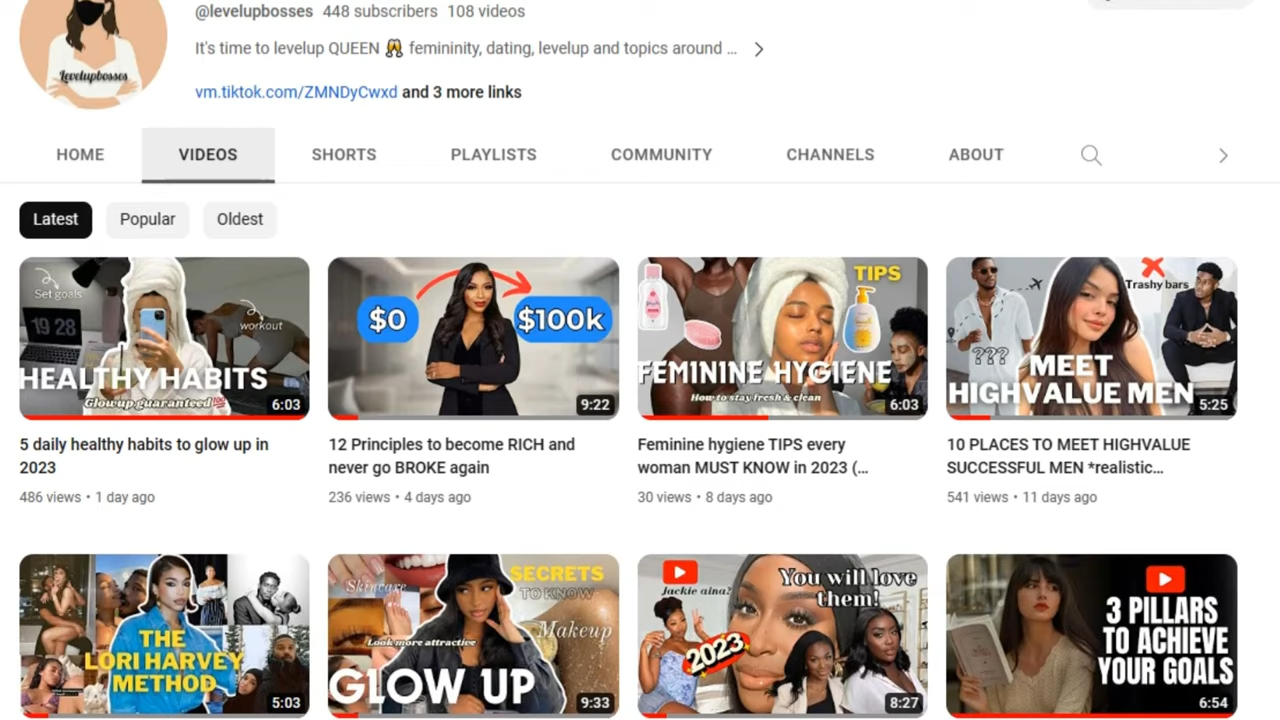 @levelupbosses 448 subscribers 108 videos
Levelupbosses
It's time to levelup QUEEN 🥂 femininity, dating, levelup and topics around ...
vm.tiktok.com/ZMNDyCwxd and 3 more links
HOME VIDEOS SHORTS PLAYLISTS COMMUNITY CHANNELS ABOUT
Latest Popular Oldest
Set goals
19 28
workout
HEALTHY HABITS
Glow up guaranteed💯
6:03
$0 $100k
9:22
TIPS
FEMININE HYGIENE
How to stay fresh & clean
6:03
Trashy bars
???
MEET
HIGHVALUE MEN
5:25
5 daily healthy habits to glow up in
2023
486 views • 1 day ago
12 Principles to become RICH and
never go BROKE again
236 views • 4 days ago
Feminine hygiene TIPS every
woman MUST KNOW in 2023 (...
30 views • 8 days ago
10 PLACES TO MEET HIGHVALUE
SUCCESSFUL MEN *realistic...
541 views • 11 days ago
THE
LORI HARVEY
METHOD
5:03
Skincare
SECRETS
TO KNOW
Makeup
Look more attractive
GLOW UP
9:33
Jackie aina?
You will love
them!
2023
8:27
3 PILLARS
TO ACHIEVE
YOUR GOALS
6:54